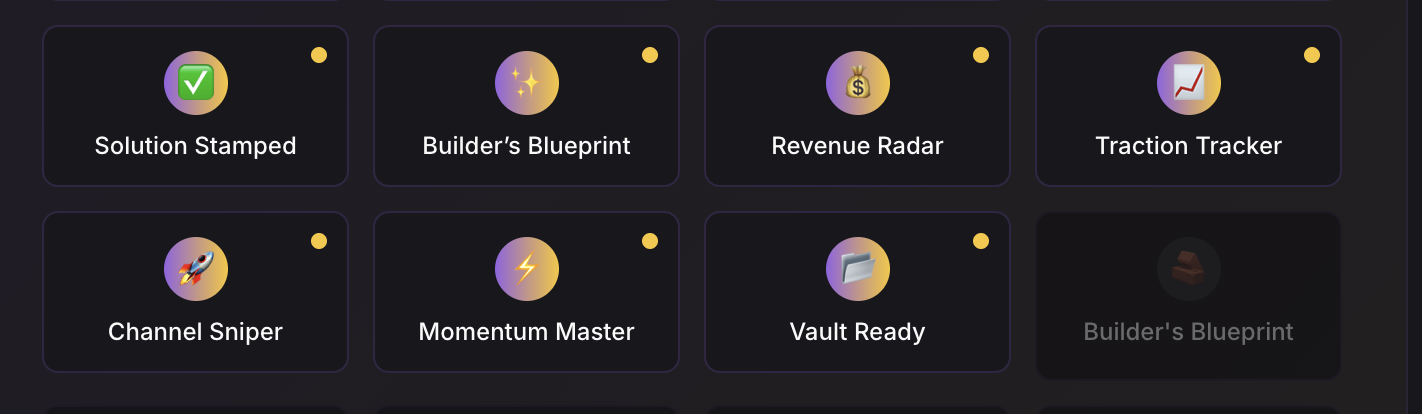 Solution Stamped
Builder’s Blueprint
Revenue Radar
Traction Tracker
Channel Sniper
Momentum Master
Vault Ready
Builder's Blueprint